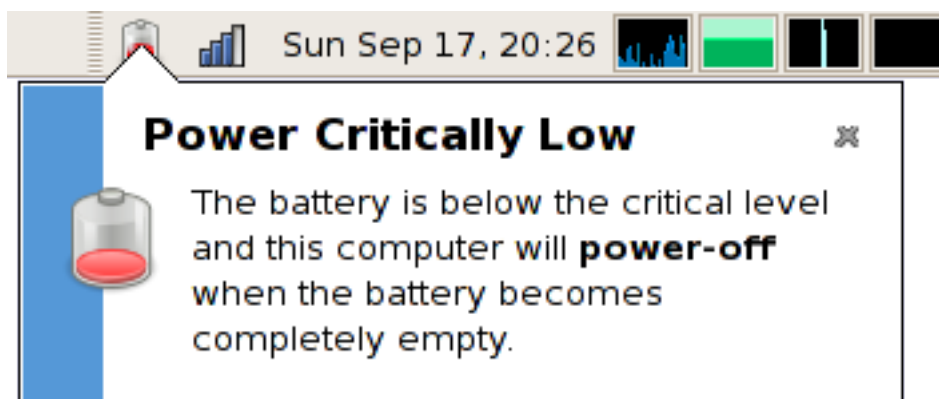 Sun Sep 17, 20:26
Power Critically Low
The battery is below the critical level
and this computer will power-off
when the battery becomes
completely empty.